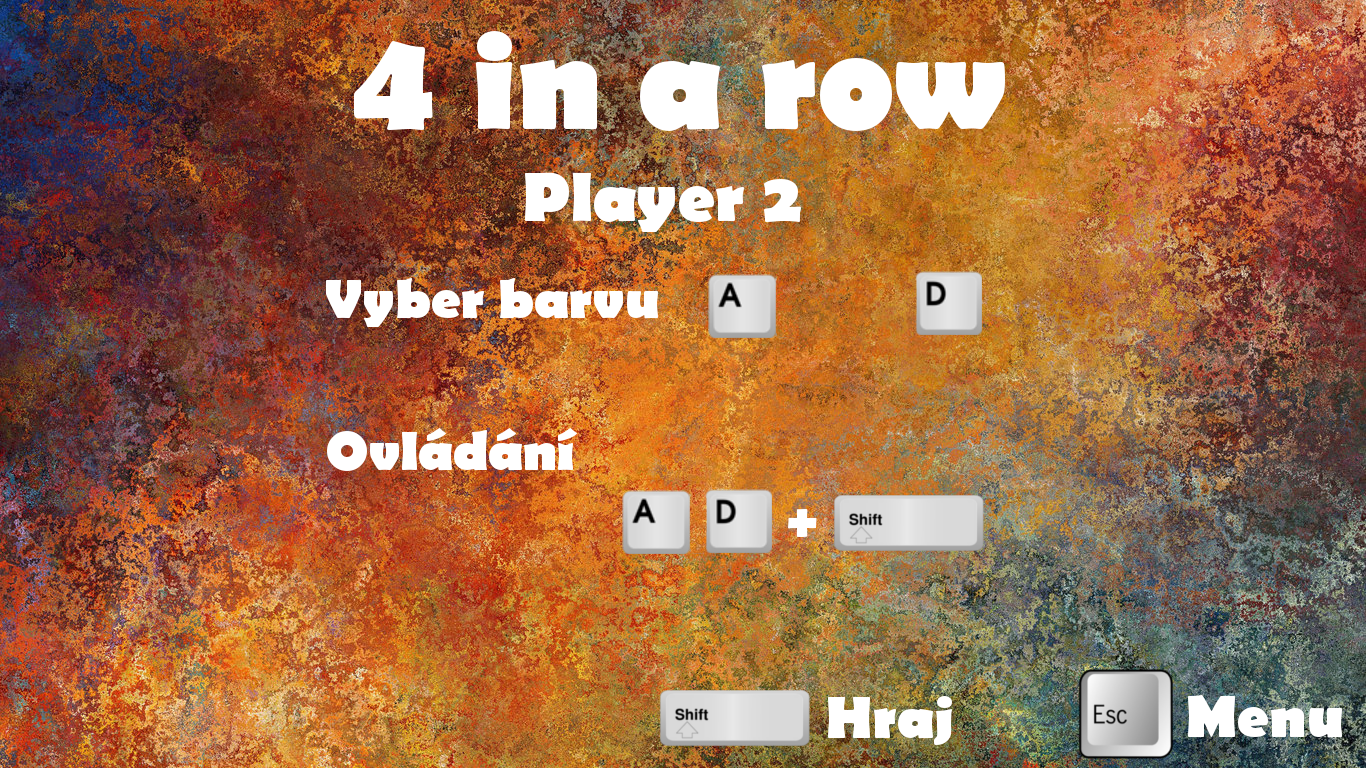 4 in a row
Player 2
Vyber barvu A D
Ovládání
A D + Shift
Shift Hraj Esc Menu